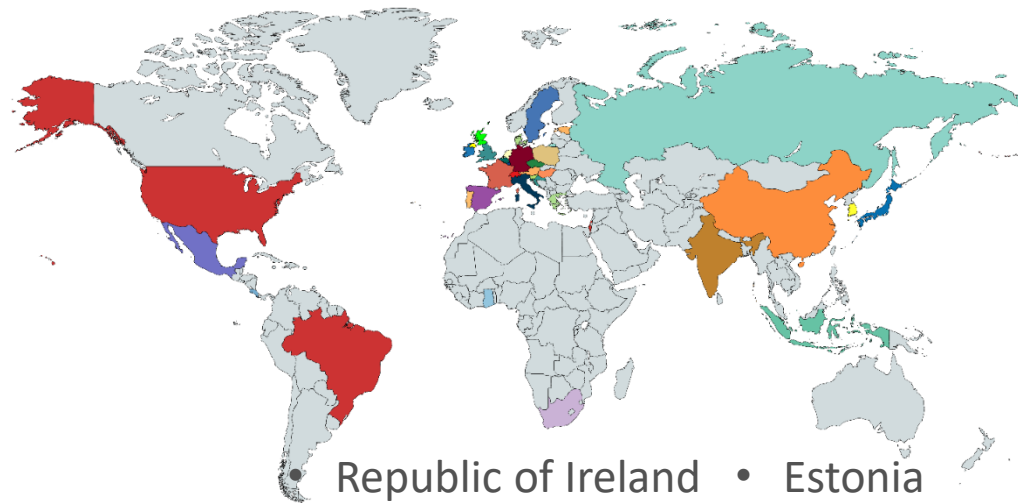 • Republic of Ireland • Estonia